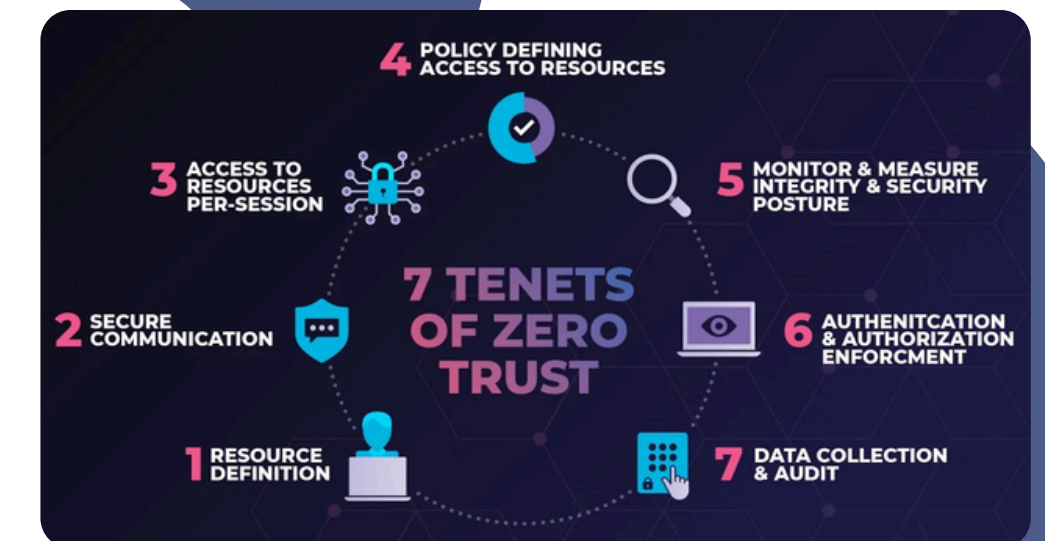 4 POLICY DEFINING
ACCESS TO RESOURCES
3 ACCESS TO
RESOURCES
PER-SESSION
5 MONITOR & MEASURE
INTEGRITY & SECURITY
POSTURE
7 TENETS
OF ZERO
TRUST
2 SECURE
COMMUNICATION
6 AUTHENITCATION
& AUTHORIZATION
ENFORCMENT
1 RESOURCE
DEFINITION
7 DATA COLLECTION
& AUDIT